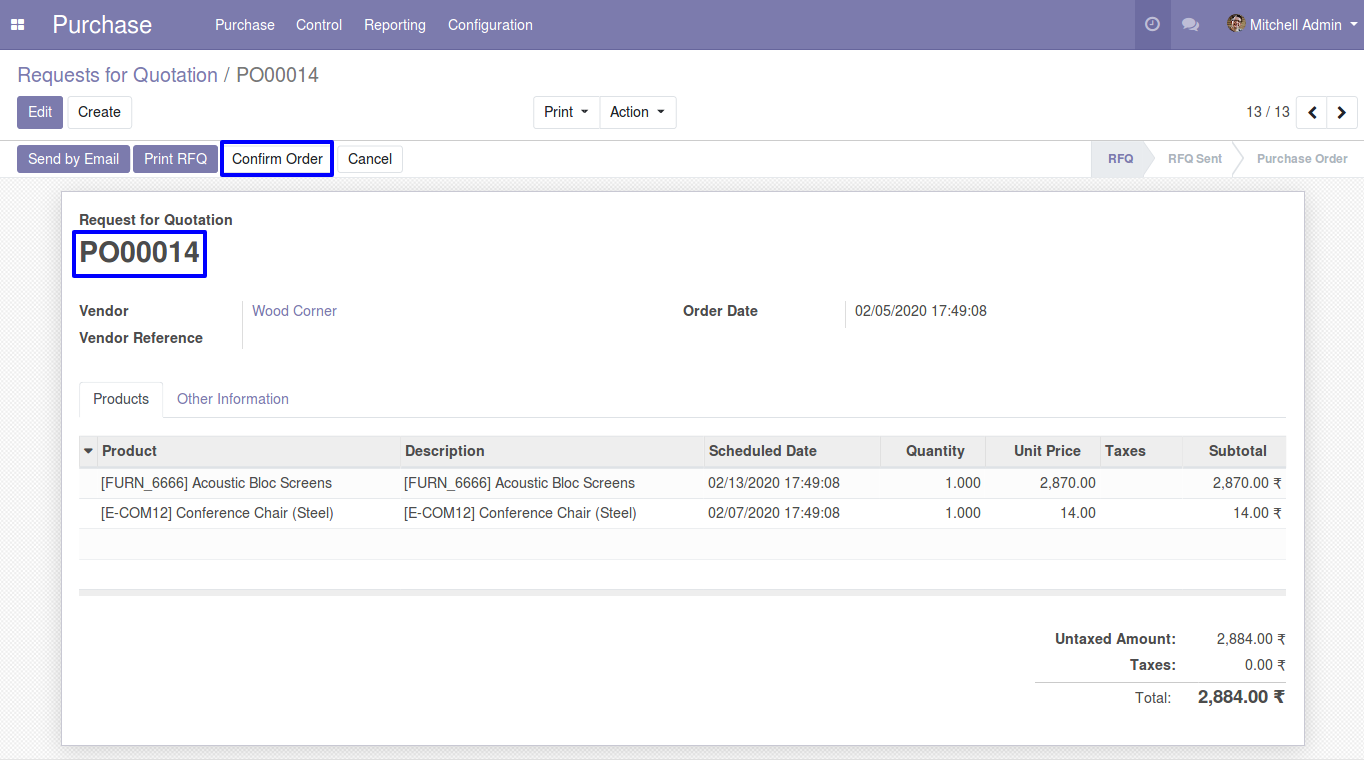 Purchase Purchase Control Reporting Configuration Mitchell Admin
Requests for Quotation / PO00014
Edit Create Print Action 13 / 13
Send by Email Print RFQ Confirm Order Cancel RFQ RFQ Sent Purchase Order
Request for Quotation
PO00014
Vendor Wood Corner Order Date 02/05/2020 17:49:08
Vendor Reference
Products Other Information
Product Description Scheduled Date Quantity Unit Price Taxes Subtotal
[FURN_6666] Acoustic Bloc Screens [FURN_6666] Acoustic Bloc Screens 02/13/2020 17:49:08 1.000 2,870.00 2,870.00 ₹
[E-COM12] Conference Chair (Steel) [E-COM12] Conference Chair (Steel) 02/07/2020 17:49:08 1.000 14.00 14.00 ₹
Untaxed Amount: 2,884.00 ₹
Taxes: 0.00 ₹
Total: 2,884.00 ₹